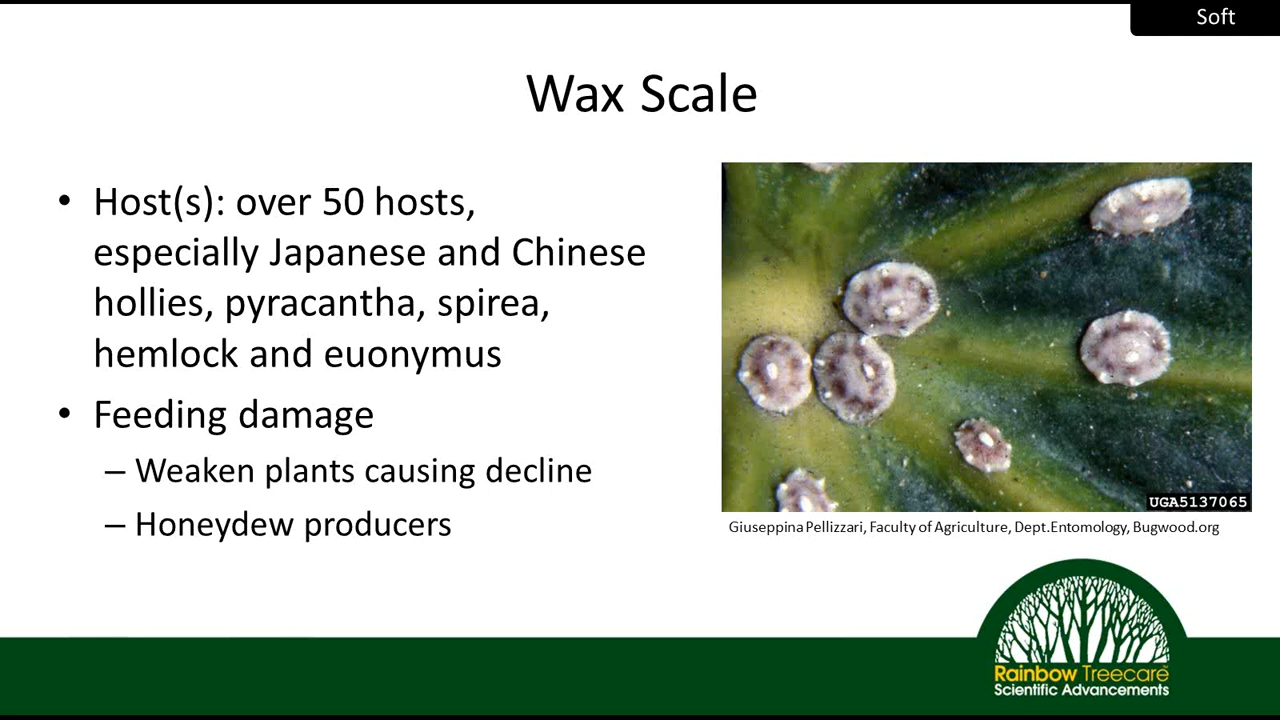 Soft
Wax Scale
• Host(s): over 50 hosts,
especially Japanese and Chinese
hollies, pyracantha, spirea,
hemlock and euonymus
• Feeding damage
– Weaken plants causing decline
– Honeydew producers
UGA5137065
Giuseppina Pellizzari, Faculty of Agriculture, Dept.Entomology, Bugwood.org
Rainbow Treecare
Scientific Advancements